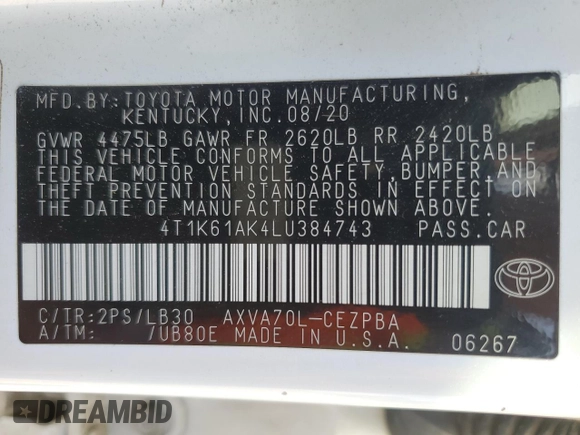 MFD.BY:TOYOTA MOTOR MANUFACTURING,
KENTUCKY,INC.08/20
GVWR 4475LB GAWR FR 2620LB RR 2420LB
THIS VEHICLE CONFORMS TO ALL APPLICABLE
FEDERAL MOTOR VEHICLE SAFETY,BUMPER,AND
THEFT PREVENTION STANDARDS IN EFFECT ON
THE DATE OF MANUFACTURE SHOWN ABOVE.
4T1K61AK4LU384743 PASS.CAR
C/TR:2PS/LB30 AXVA70L-CEZPBA
A/TM: /UB80E MADE IN U.S.A. 06267
DREAMBID